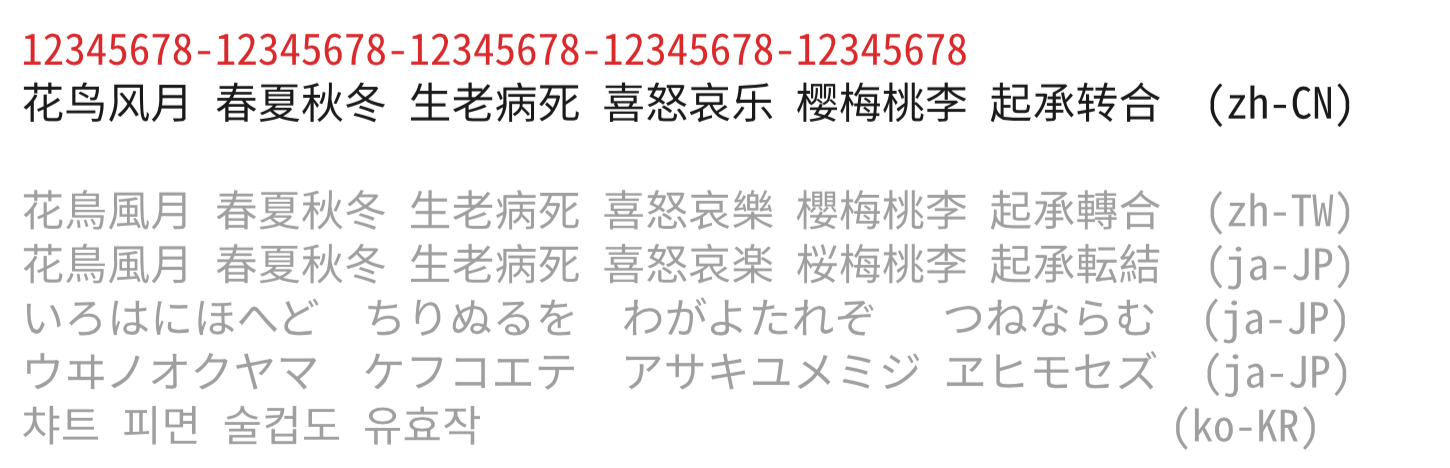 12345678-12345678-12345678-12345678-12345678
花鸟风月 春夏秋冬 生老病死 喜怒哀乐 樱梅桃李 起承转合 (zh-CN)
花鳥風月 春夏秋冬 生老病死 喜怒哀樂 櫻梅桃李 起承轉合 (zh-TW)
花鳥風月 春夏秋冬 生老病死 喜怒哀楽 桜梅桃李 起承転結 (ja-JP)
いろはにほへど ちりぬるを わがよたれぞ つねならむ (ja-JP)
ウヰノオクヤマ ケフコエテ アサキユメミジ ヱヒモセズ (ja-JP)
챠트 피면 술컵도 유효작 (ko-KR)